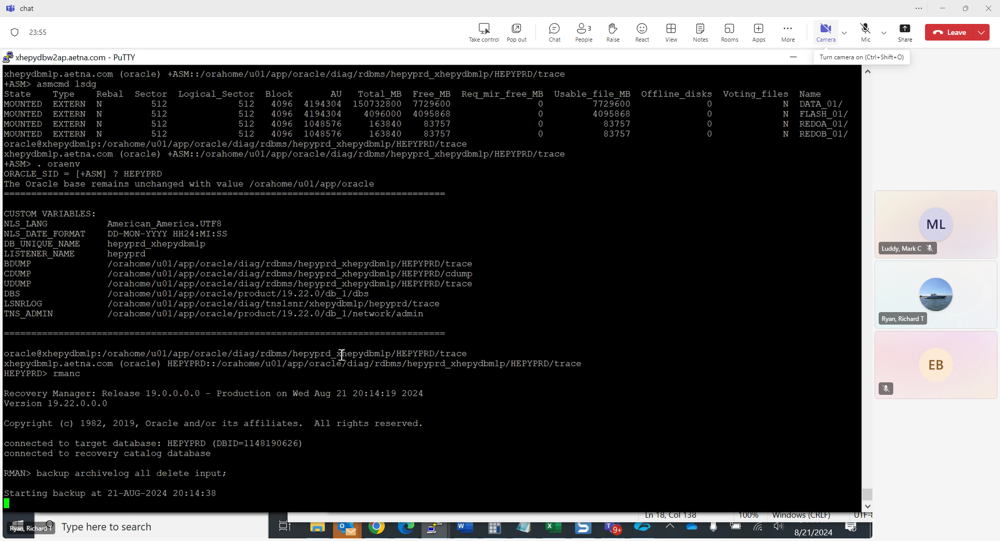 chat
23:55
Take control
Pop out
Chat
3
People
Raise
React
View
Notes
Rooms
Apps
More
Camera
Mic
Share
Leave
xhepydbw2ap.aetna.com - PuTTY
Turn camera on (Ctrl+Shift+O)
xhepydbm1p.aetna.com (oracle) +ASM::/orahome/u01/app/oracle/diag/rdbms/hepyprd_xhepydbm1p/HEPYPRD/trace
+ASM> asmcmd lsdg
State Type Rebal Sector Logical_Sector Block AU Total_MB Free_MB Req_mir_free_MB Usable_file_MB Offline_disks Voting_files Name
MOUNTED EXTERN N 512 512 4096 4194304 150732800 7729600 0 7729600 0 N DATA_01/
MOUNTED EXTERN N 512 512 4096 4194304 4096000 4095868 0 4095868 0 N FLASH_01/
MOUNTED EXTERN N 512 512 4096 1048576 163840 83757 0 83757 0 N REDOA_01/
MOUNTED EXTERN N 512 512 4096 1048576 163840 83757 0 83757 0 N REDOB_01/
oracle@xhepydbm1p:/orahome/u01/app/oracle/diag/rdbms/hepyprd_xhepydbm1p/HEPYPRD/trace
xhepydbm1p.aetna.com (oracle) +ASM::/orahome/u01/app/oracle/diag/rdbms/hepyprd_xhepydbm1p/HEPYPRD/trace
+ASM> . oraenv
ORACLE_SID = [+ASM] ? HEPYPRD
The Oracle base remains unchanged with value /orahome/u01/app/oracle
=================================================================================
CUSTOM VARIABLES:
NLS_LANG American_America.UTF8
NLS_DATE_FORMAT DD-MON-YYYY HH24:MI:SS
DB_UNIQUE_NAME hepyprd_xhepydbm1p
LISTENER_NAME hepyprd
BDUMP /orahome/u01/app/oracle/diag/rdbms/hepyprd_xhepydbm1p/HEPYPRD/trace
CDUMP /orahome/u01/app/oracle/diag/rdbms/hepyprd_xhepydbm1p/HEPYPRD/cdump
UDUMP /orahome/u01/app/oracle/diag/rdbms/hepyprd_xhepydbm1p/HEPYPRD/trace
DBS /orahome/u01/app/oracle/product/19.22.0/db_1/dbs
LSNRLOG /orahome/u01/app/oracle/diag/tnslsnr/xhepydbm1p/hepyprd/trace
TNS_ADMIN /orahome/u01/app/oracle/product/19.22.0/db_1/network/admin
=================================================================================
oracle@xhepydbm1p:/orahome/u01/app/oracle/diag/rdbms/hepyprd_xhepydbm1p/HEPYPRD/trace
xhepydbm1p.aetna.com (oracle) HEPYPRD::/orahome/u01/app/oracle/diag/rdbms/hepyprd_xhepydbm1p/HEPYPRD/trace
HEPYPRD> rmanc
Recovery Manager: Release 19.0.0.0.0 - Production on Wed Aug 21 20:14:19 2024
Version 19.22.0.0.0
Copyright (c) 1982, 2019, Oracle and/or its affiliates. All rights reserved.
connected to target database: HEPYPRD (DBID=1148190626)
connected to recovery catalog database
RMAN> backup archivelog all delete input;
Starting backup at 21-AUG-2024 20:14:38
ML
Luddy, Mark C
Ryan, Richard T
EB
Ln 18, Col 138 100% Windows (CRLF) UTF-8
Ryan, Richard T
Type here to search
9+
8/21/2024